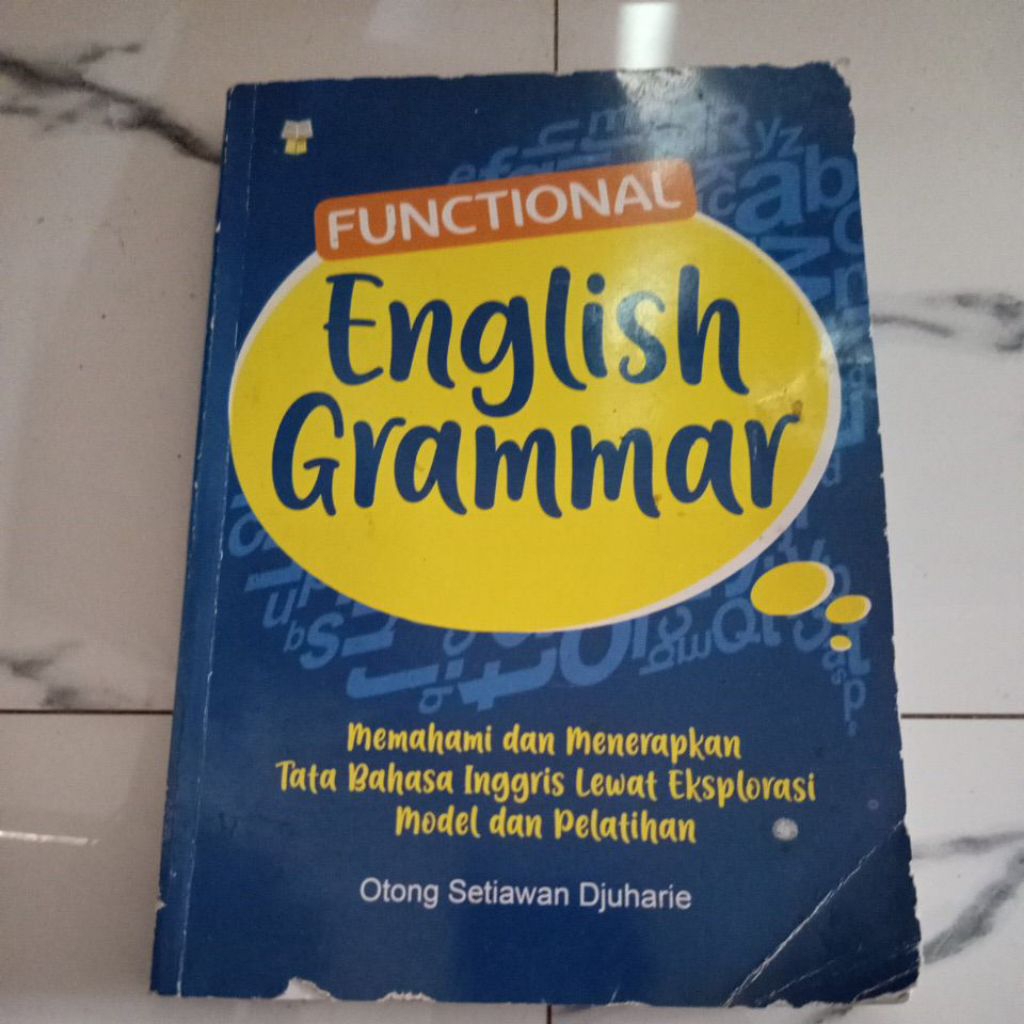 FUNCTIONAL
English
Grammar
Memahami dan Menerapkan
Tata Bahasa Inggris Lewat Eksplorasi
Model dan Pelatihan
Otong Setiawan Djuharie